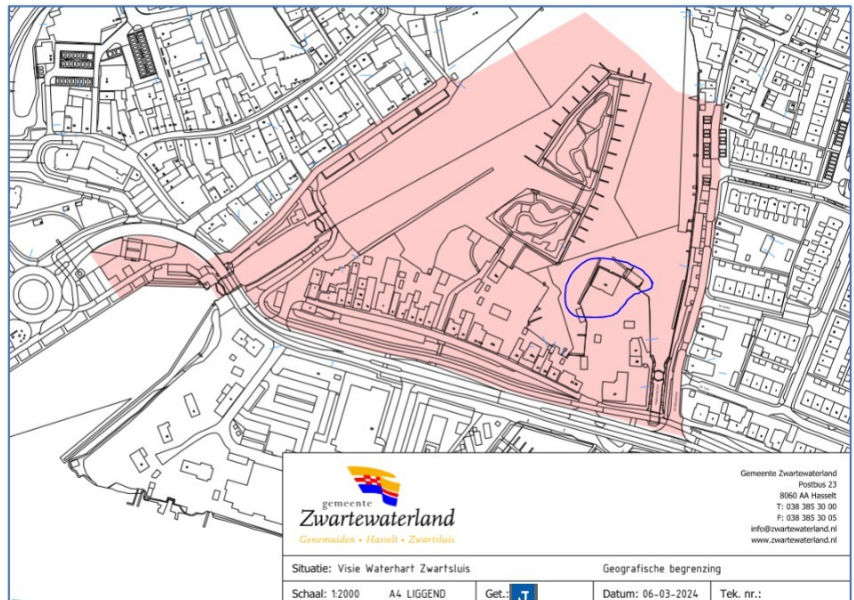 gemeente
Zwartewaterland
Genemuiden • Hasselt • Zwartsluis
Gemeente Zwartewaterland
Postbus 23
8060 AA Hasselt
T: 038 385 30 00
F: 038 385 30 05
info@zwartewaterland.nl
www.zwartewaterland.nl
Situatie: Visie Waterhart Zwartsluis Geografische begrenzing
Schaal: 1:2000 A4 LIGGEND Get.: Datum: 06-03-2024 Tek. nr.: